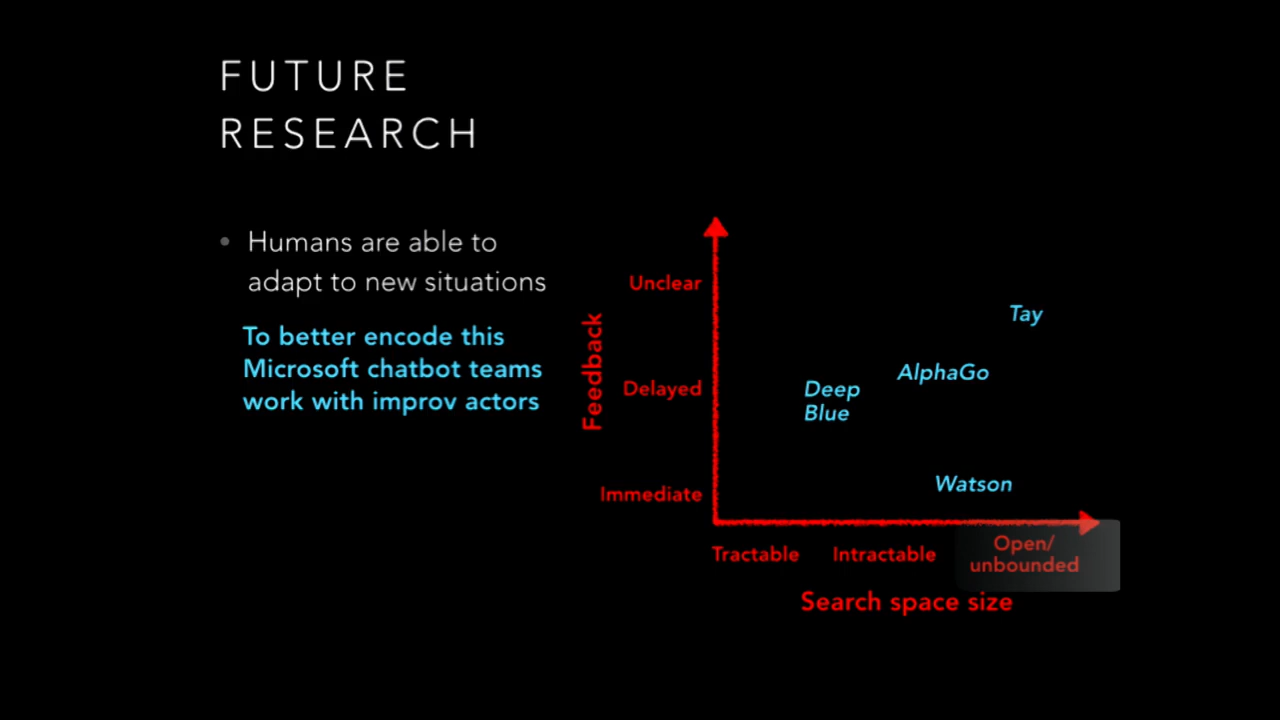 FUTURE
RESEARCH
• Humans are able to
adapt to new situations
To better encode this
Microsoft chatbot teams
work with improv actors
Feedback
Unclear
Delayed
Immediate
Tay
AlphaGo
Deep
Blue
Watson
Tractable
Intractable
Open/
unbounded
Search space size